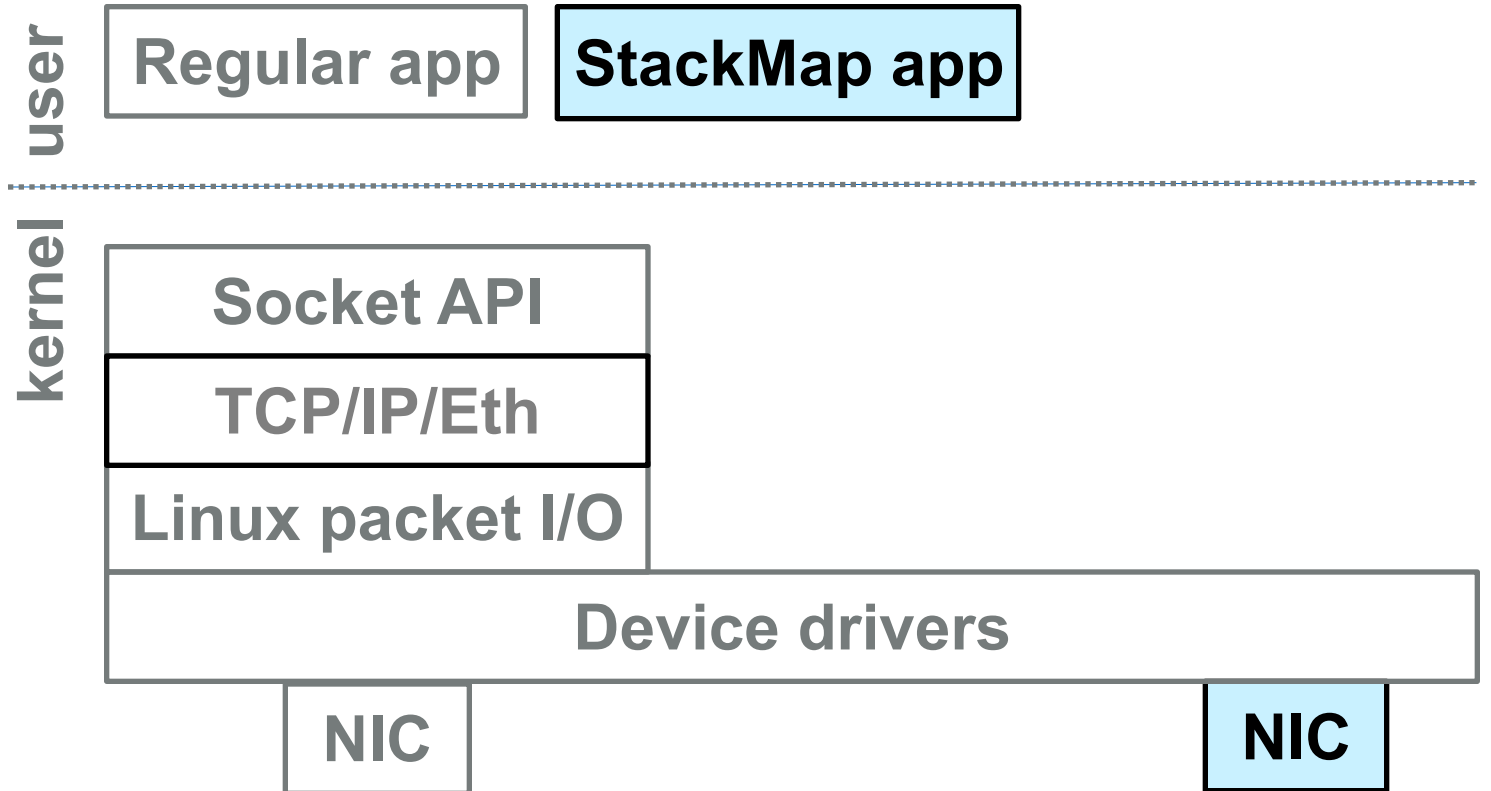 user
Regular app
StackMap app
kernel
Socket API
TCP/IP/Eth
Linux packet I/O
Device drivers
NIC
NIC